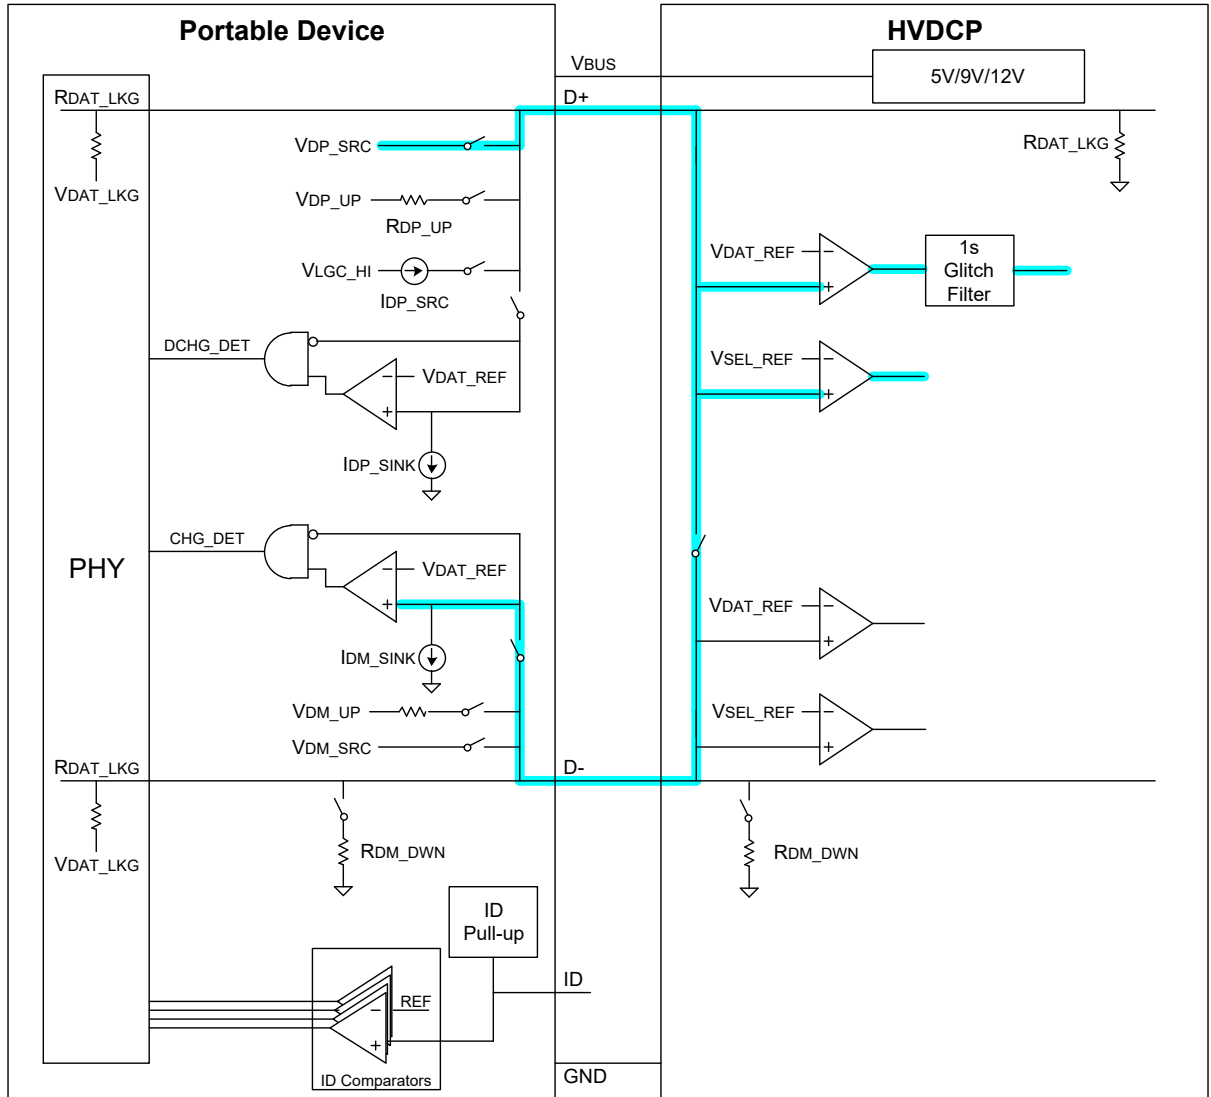 Portable Device
HVDCP
VBUS
5V/9V/12V
RDAT_LKG
D+
VDP_SRC
RDAT_LKG
VDAT_LKG
VDP_UP
RDP_UP
VDAT_REF
−
+
1s
Glitch
Filter
VLGC_HI
IDP_SRC
DCHG_DET
VSEL_REF
−
+
− VDAT_REF
+
IDP_SINK
CHG_DET
PHY
− VDAT_REF
+
VDAT_REF
−
+
IDM_SINK
VDM_UP
VSEL_REF
−
+
VDM_SRC
RDAT_LKG
D-
VDAT_LKG
RDM_DWN
RDM_DWN
ID
Pull-up
ID
REF
−
+
ID Comparators
GND